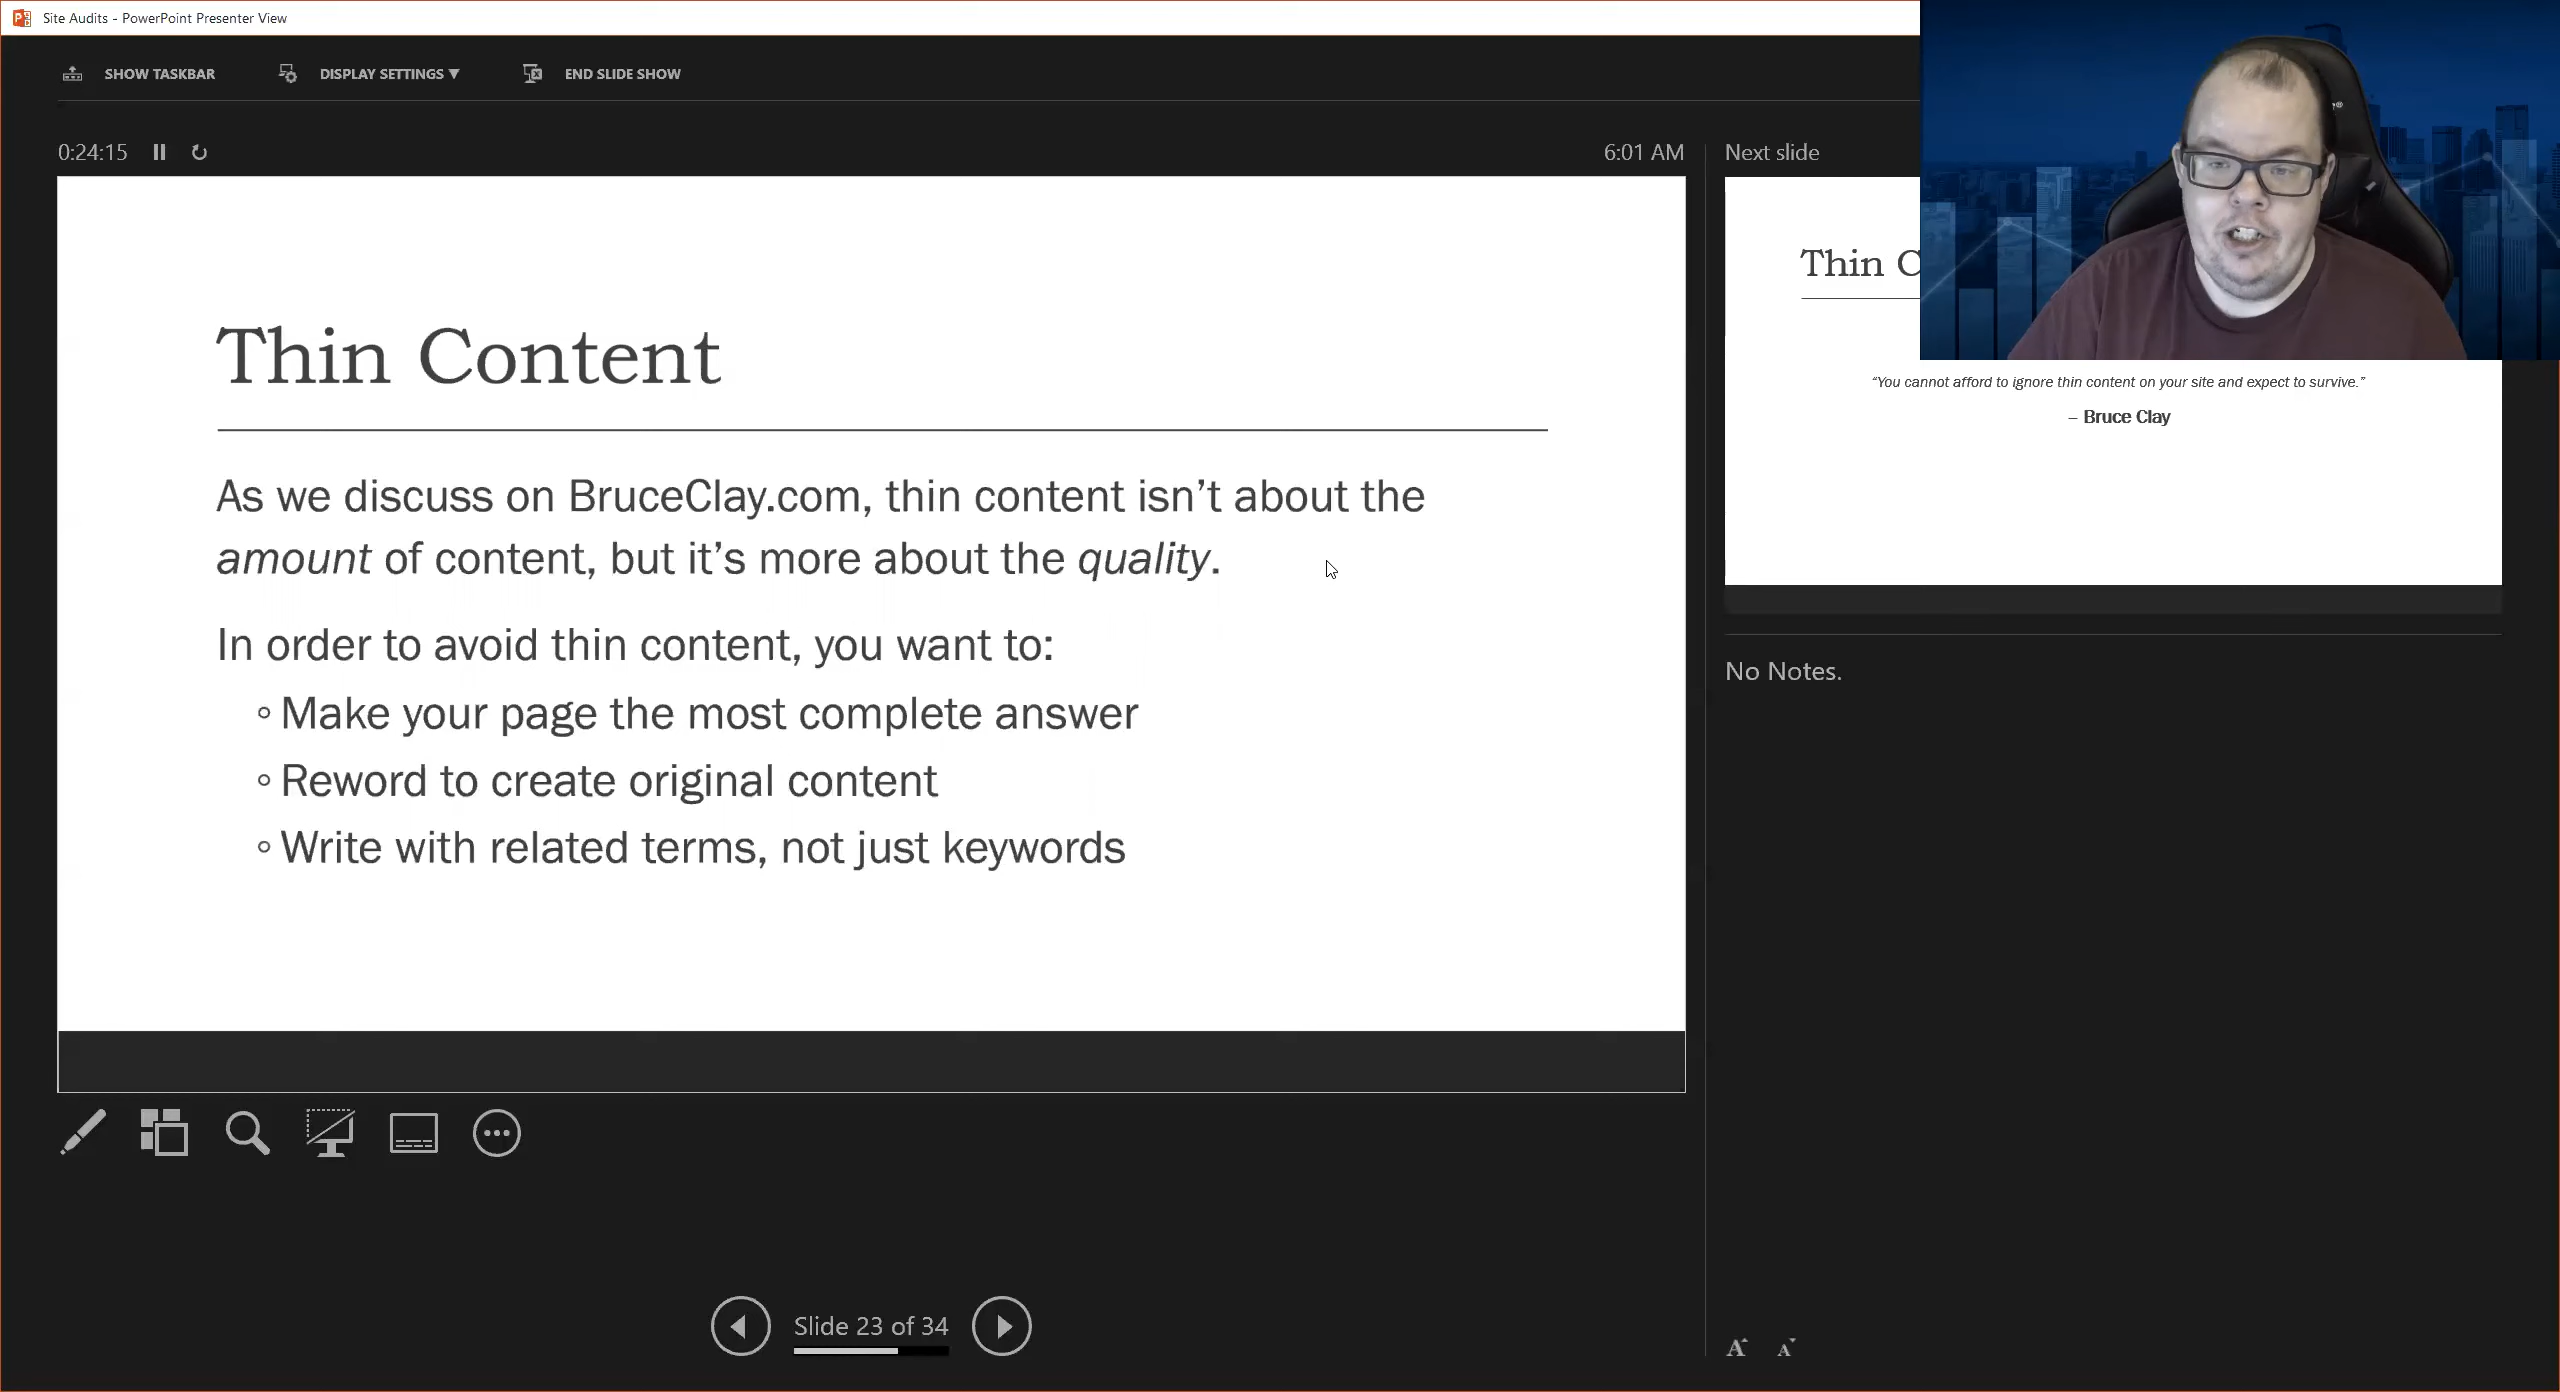 Site Audits - PowerPoint Presenter View
SHOW TASKBAR
DISPLAY SETTINGS ▼
END SLIDE SHOW
0:24:15
6:01 AM
Thin Content
As we discuss on BruceClay.com, thin content isn’t about the
amount of content, but it’s more about the quality.
In order to avoid thin content, you want to:
◦ Make your page the most complete answer
◦ Reword to create original content
◦ Write with related terms, not just keywords
Slide 23 of 34
Next slide
Thin C
“You cannot afford to ignore thin content on your site and expect to survive.”
– Bruce Clay
No Notes.
A A